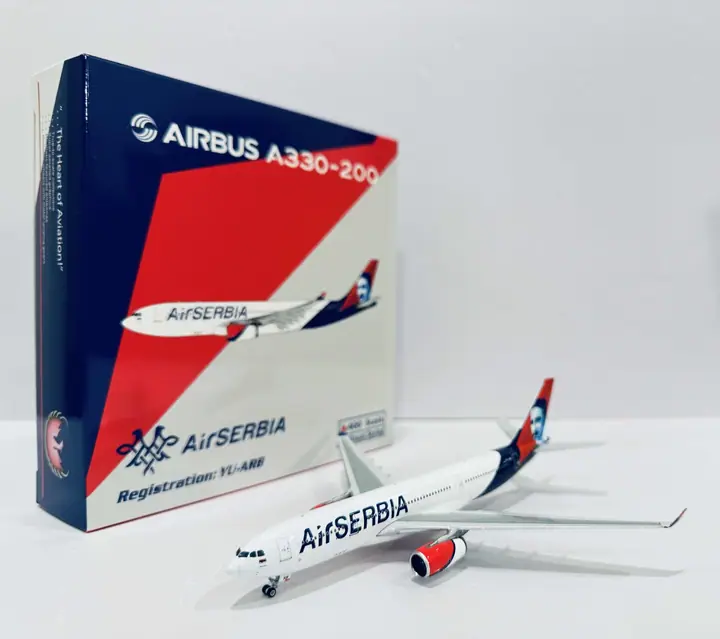 AIRBUS A330-200
"...The Heart of Aviation!"
AirSERBIA
AirSERBIA
Registration: YU-ARB
AirSERBIA